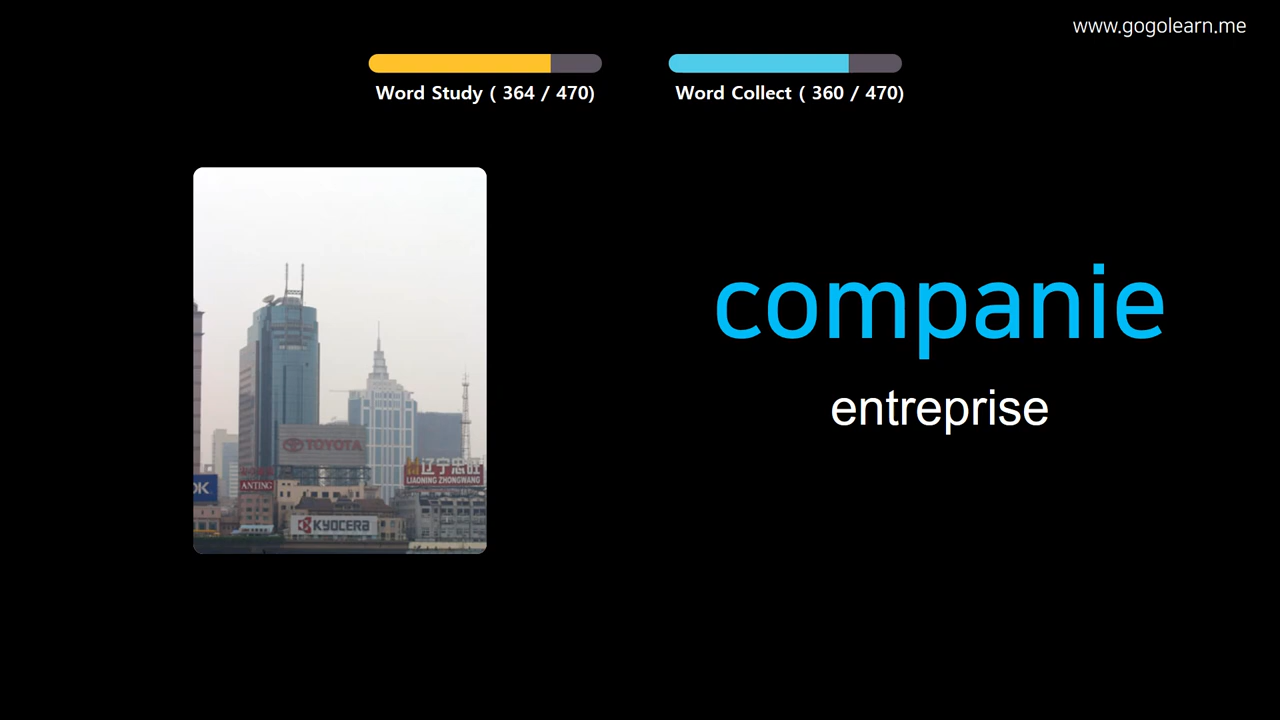 www.gogolearn.me
Word Study ( 364 / 470)
Word Collect ( 360 / 470)
companie
entreprise
TOYOTA
辽宁忠旺
LIAONING ZHONGWANG
OK
ANTING
KYOCERA